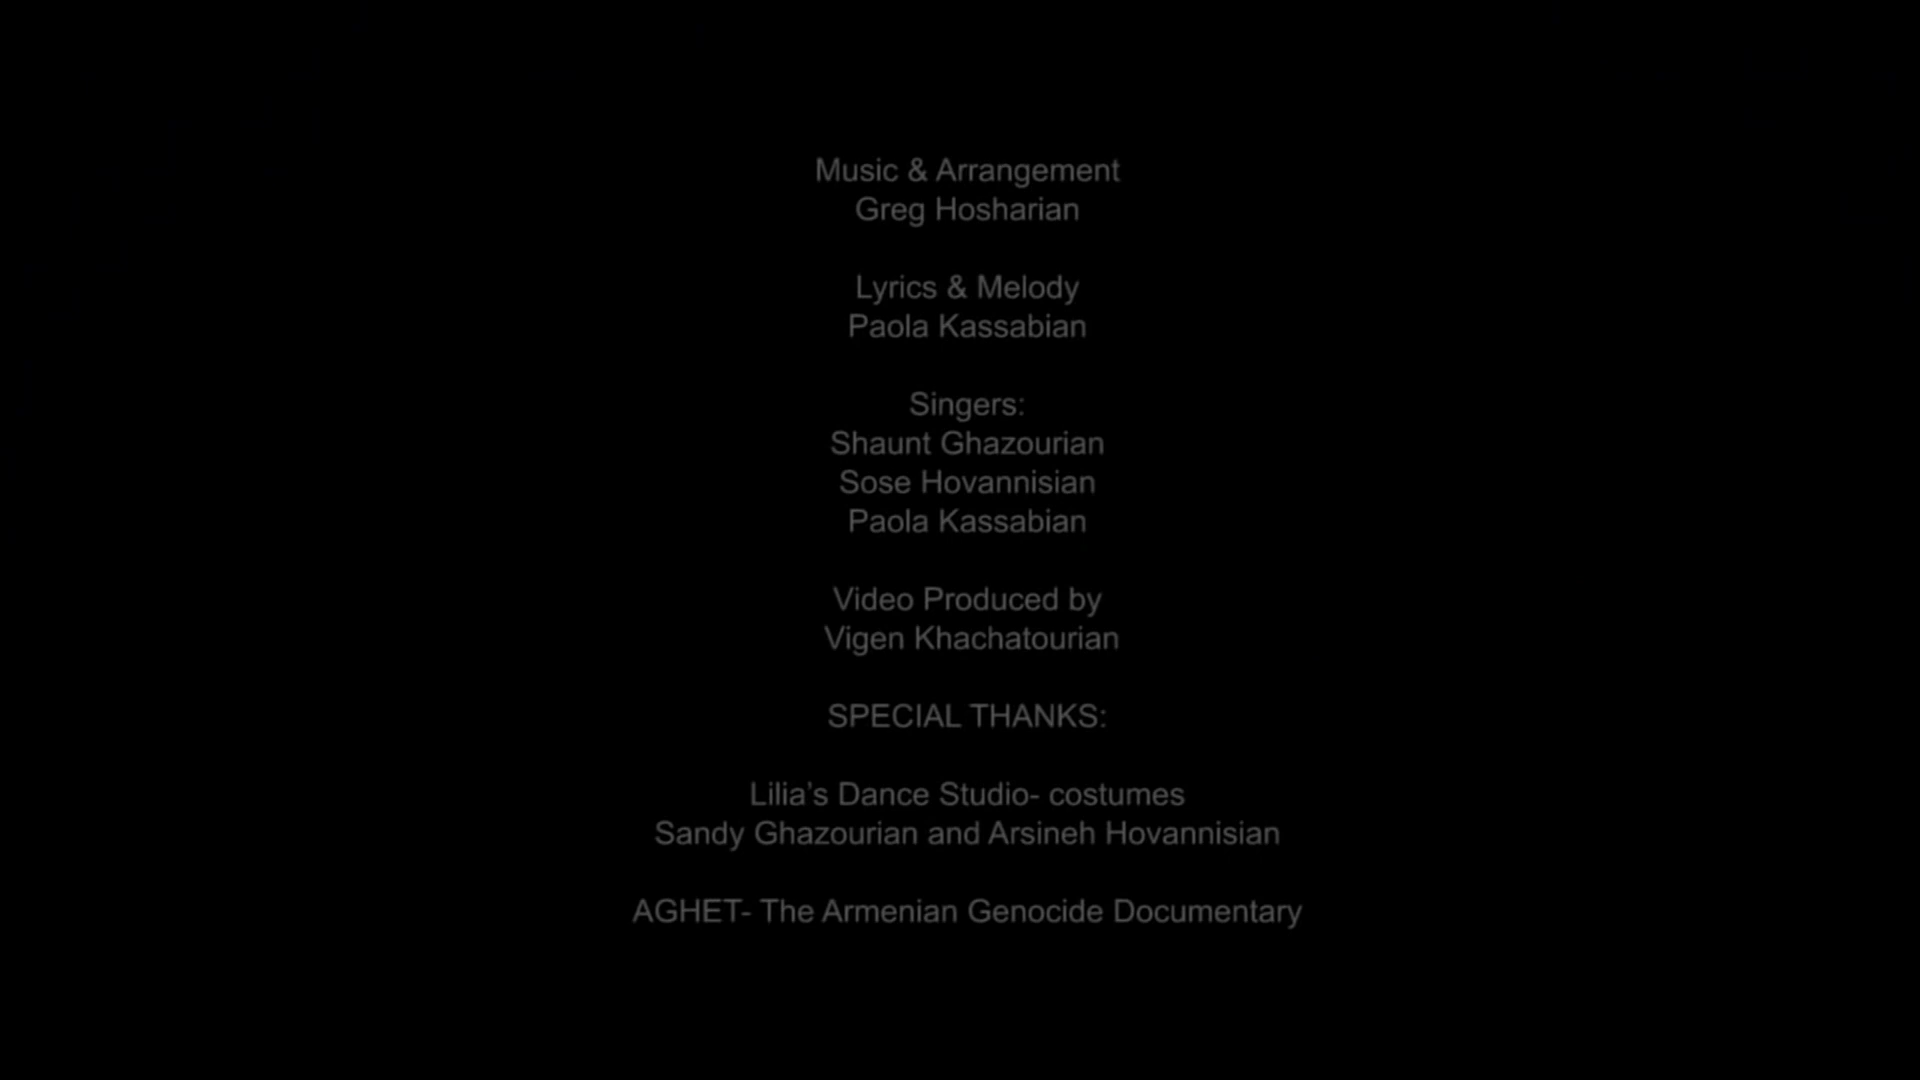 Music & Arrangement
Greg Hosharian
Lyrics & Melody
Paola Kassabian
Singers:
Shaunt Ghazourian
Sose Hovannisian
Paola Kassabian
Video Produced by
Vigen Khachatourian
SPECIAL THANKS:
Lilia’s Dance Studio- costumes
Sandy Ghazourian and Arsineh Hovannisian
AGHET- The Armenian Genocide Documentary